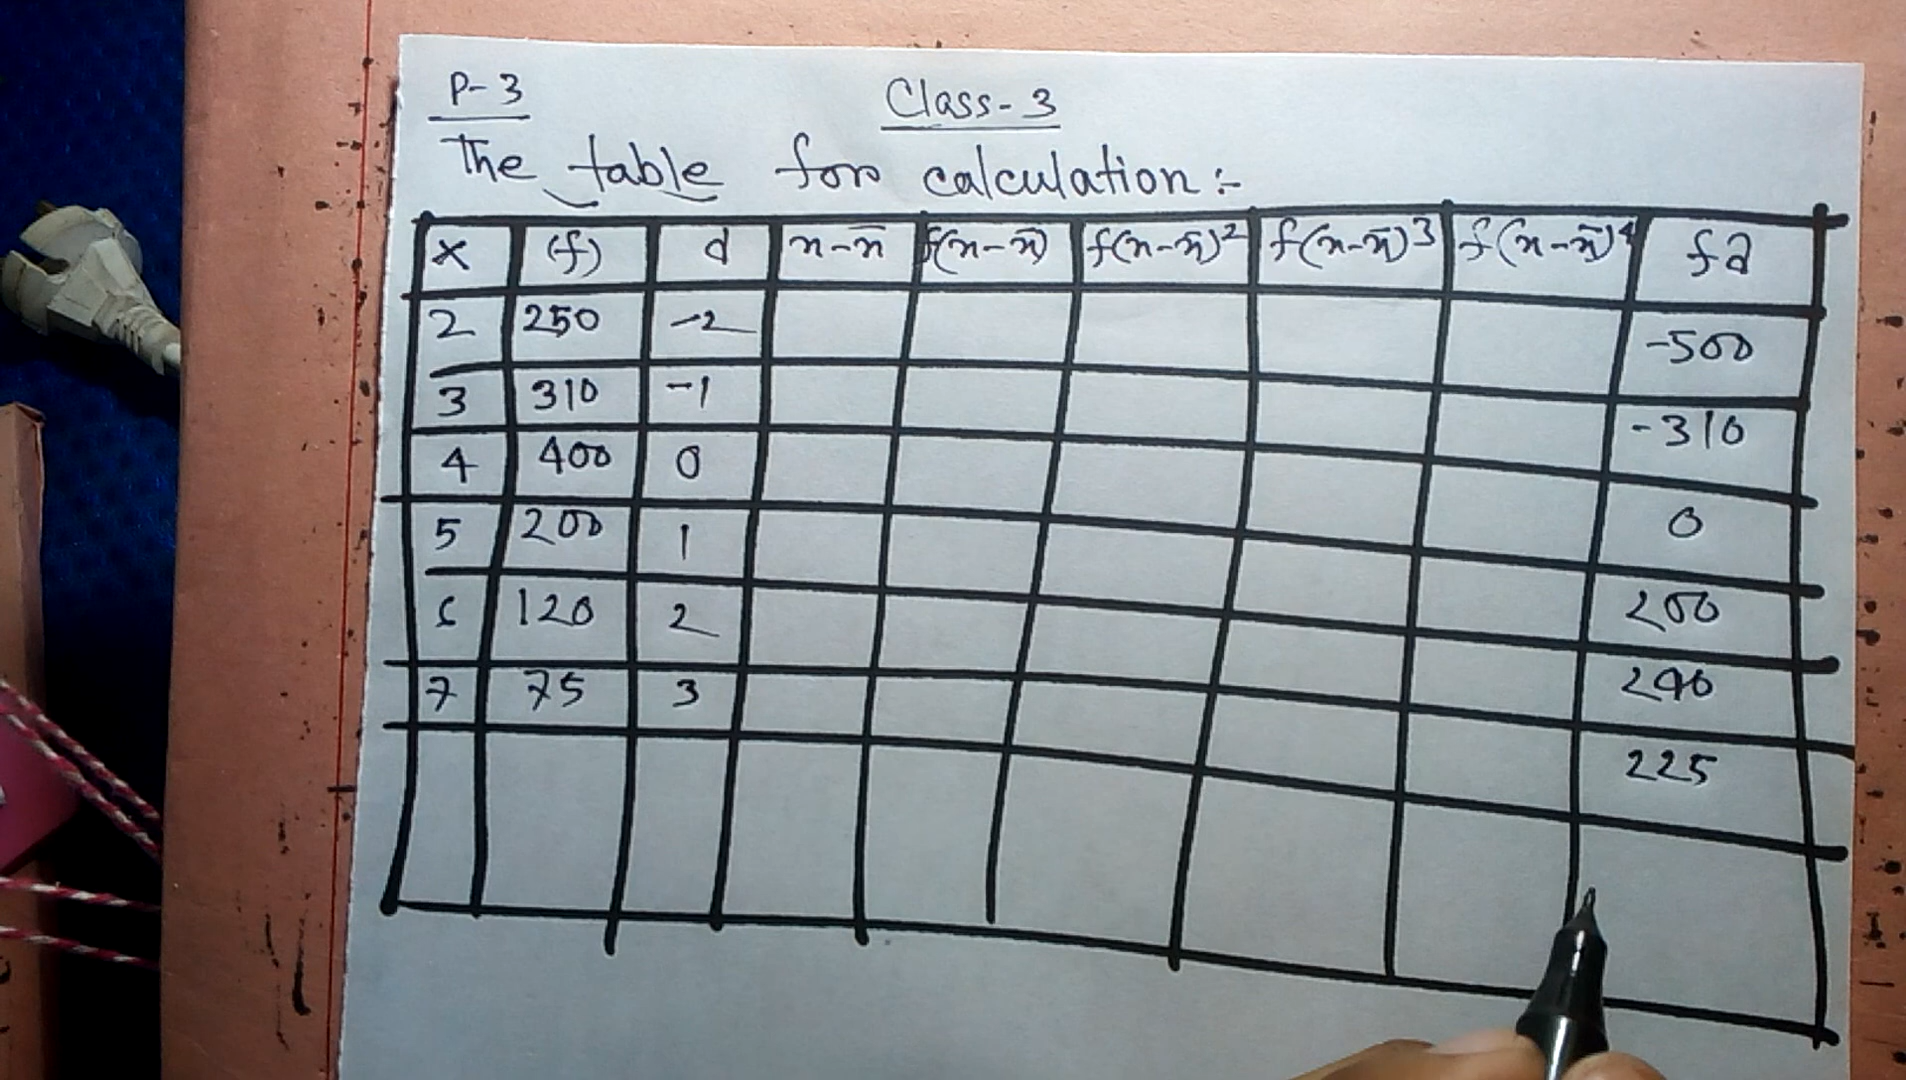 P-3
Class-3
The table for calculation:-
x (f) d x-x̄ f(x-x̄) f(x-x̄)² f(x-x̄)³ f(x-x̄)⁴ fd
2 250 -2 -500
3 310 -1 -310
4 400 0 0
5 200 1 200
6 120 2 240
7 75 3 225